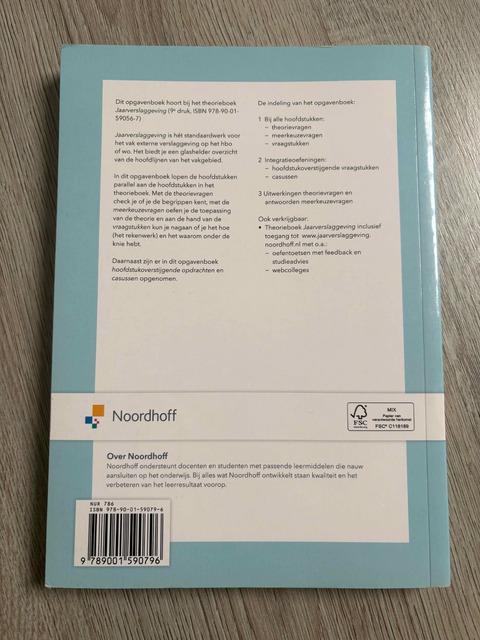 Dit opgavenboek hoort bij het theorieboek
Jaarverslaggeving (9e druk, ISBN 978-90-01-
59056-7)
Jaarverslaggeving is hét standaardwerk voor
het vak externe verslaggeving op het hbo
of wo. Het biedt je een glashelder overzicht
van de hoofdlijnen van het vakgebied.
In dit opgavenboek lopen de hoofdstukken
parallel aan de hoofdstukken in het
theorieboek. Met de theorievragen
check je of je de begrippen kent, met de
meerkeuzevragen oefen je de toepassing
van de theorie en aan de hand van de
vraagstukken kun je nagaan of je het hoe
(het rekenwerk) en het waarom onder de
knie hebt.
Daarnaast zijn er in dit opgavenboek
hoofdstukoverstijgende opdrachten en
casussen opgenomen.
De indeling van het opgavenboek:
1 Bij alle hoofdstukken:
– theorievragen
– meerkeuzevragen
– vraagstukken
2 Integratieoefeningen:
– hoofdstukoverstijgende vraagstukken
– casussen
3 Uitwerkingen theorievragen en
antwoorden meerkeuzevragen
Ook verkrijgbaar:
• Theorieboek Jaarverslaggeving inclusief
toegang tot www.jaarverslaggeving.
noordhoff.nl met o.a.:
– oefentoetsen met feedback en
studieadvies
– webcolleges
Noordhoff
FSC
MIX
Papier van
verantwoorde herkomst
FSC® C118189
Over Noordhoff
Noordhoff ondersteunt docenten en studenten met passende leermiddelen die nauw
aansluiten op het onderwijs. Bij alles wat Noordhoff ontwikkelt staan kwaliteit en het
verbeteren van het leerresultaat voorop.
NUR 786
ISBN 978-90-01-59079-6
9 789001 590796